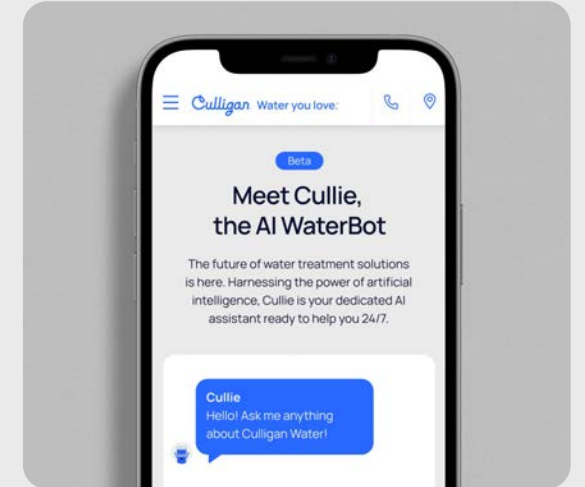 Culligan Water you love:
Beta
Meet Cullie,
the AI WaterBot
The future of water treatment solutions
is here. Harnessing the power of artificial
intelligence, Cullie is your dedicated AI
assistant ready to help you 24/7.
Cullie
Hello! Ask me anything
about Culligan Water!